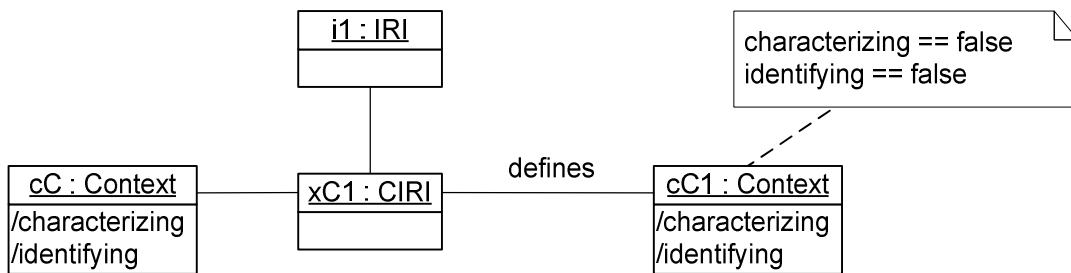 i1 : IRI
characterizing == false
identifying == false
cC : Context
/characterizing
/identifying
xC1 : CIRI
defines
cC1 : Context
/characterizing
/identifying